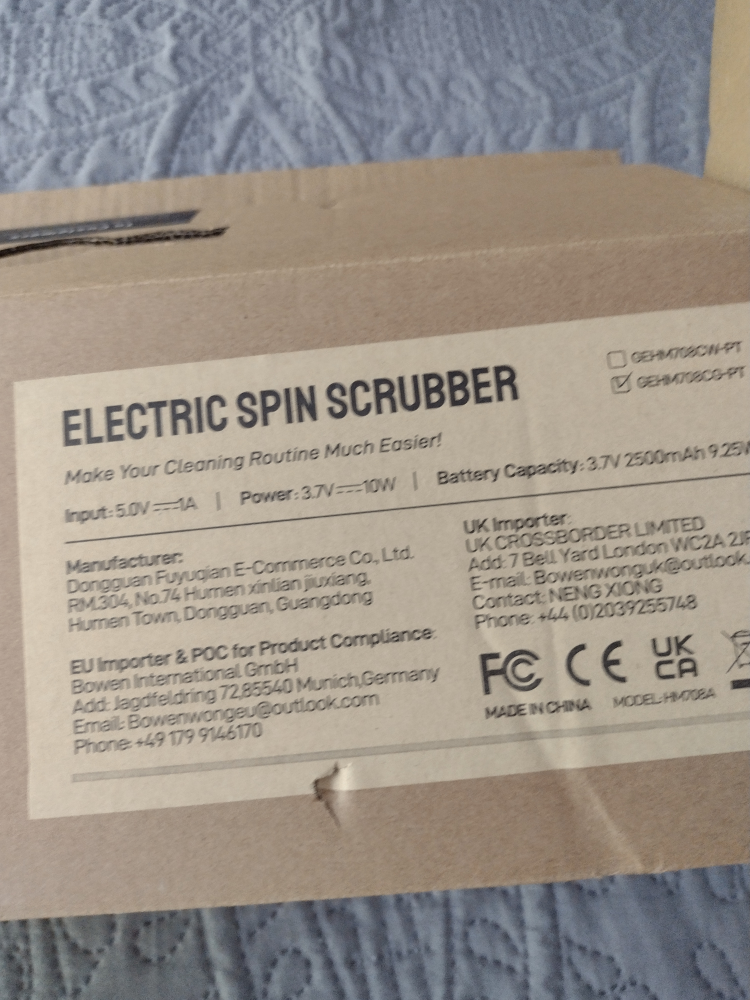 ELECTRIC SPIN SCRUBBER
GEHM708CW-PT
GEHM708CG-PT
Make Your Cleaning Routine Much Easier!
Input:5.0V⎓1A | Power:3.7V⎓10W | Battery Capacity:3.7V 2500mAh 9.25W
Manufacturer:
Dongguan Fuyuqian E-Commerce Co., Ltd.
RM.304, No.74 Humen xinlian jiuxiang,
Humen Town, Dongguan, Guangdong
EU Importer & POC for Product Compliance:
Bowen International GmbH
Add: Jagdfeldring 72,85540 Munich,Germany
Email: Bowenwongeu@outlook.com
Phone: +49 179 9146170
UK Importer:
UK CROSSBORDER LIMITED
Add: 7 Bell Yard London WC2A 2JR
E-mail: Bowenwonguk@outlook.
Contact: NENG XIONG
Phone: +44 (0)2039255748
FC CE UK
CA
MADE IN CHINA MODEL:HM708A